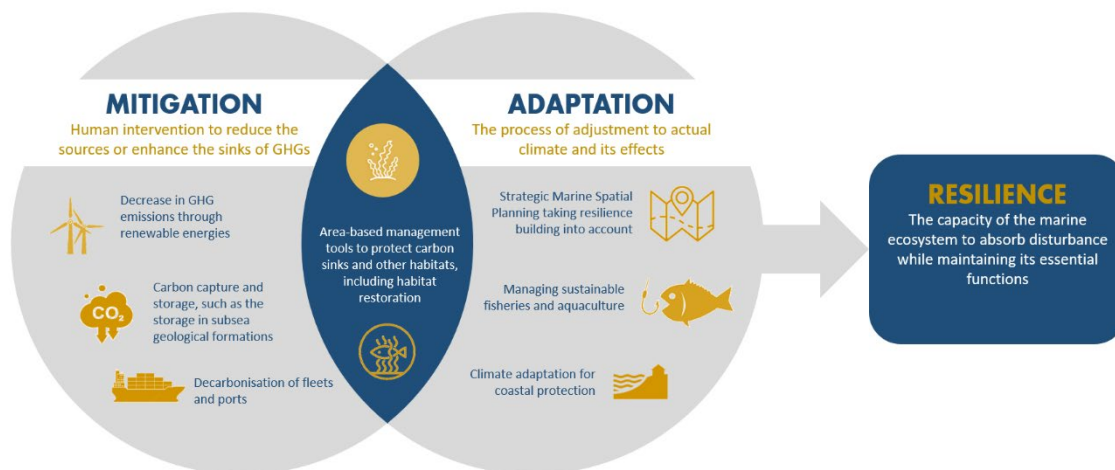 MITIGATION
Human intervention to reduce the
sources or enhance the sinks of GHGs
Decrease in GHG
emissions through
renewable energies
CO₂
Carbon capture and
storage, such as the
storage in subsea
geological formations
Decarbonisation of fleets
and ports
Area-based management
tools to protect carbon
sinks and other habitats,
including habitat
restoration
ADAPTATION
The process of adjustment to actual
climate and its effects
Strategic Marine Spatial
Planning taking resilience
building into account
Managing sustainable
fisheries and aquaculture
Climate adaptation for
coastal protection
RESILIENCE
The capacity of the marine
ecosystem to absorb disturbance
while maintaining its essential
functions